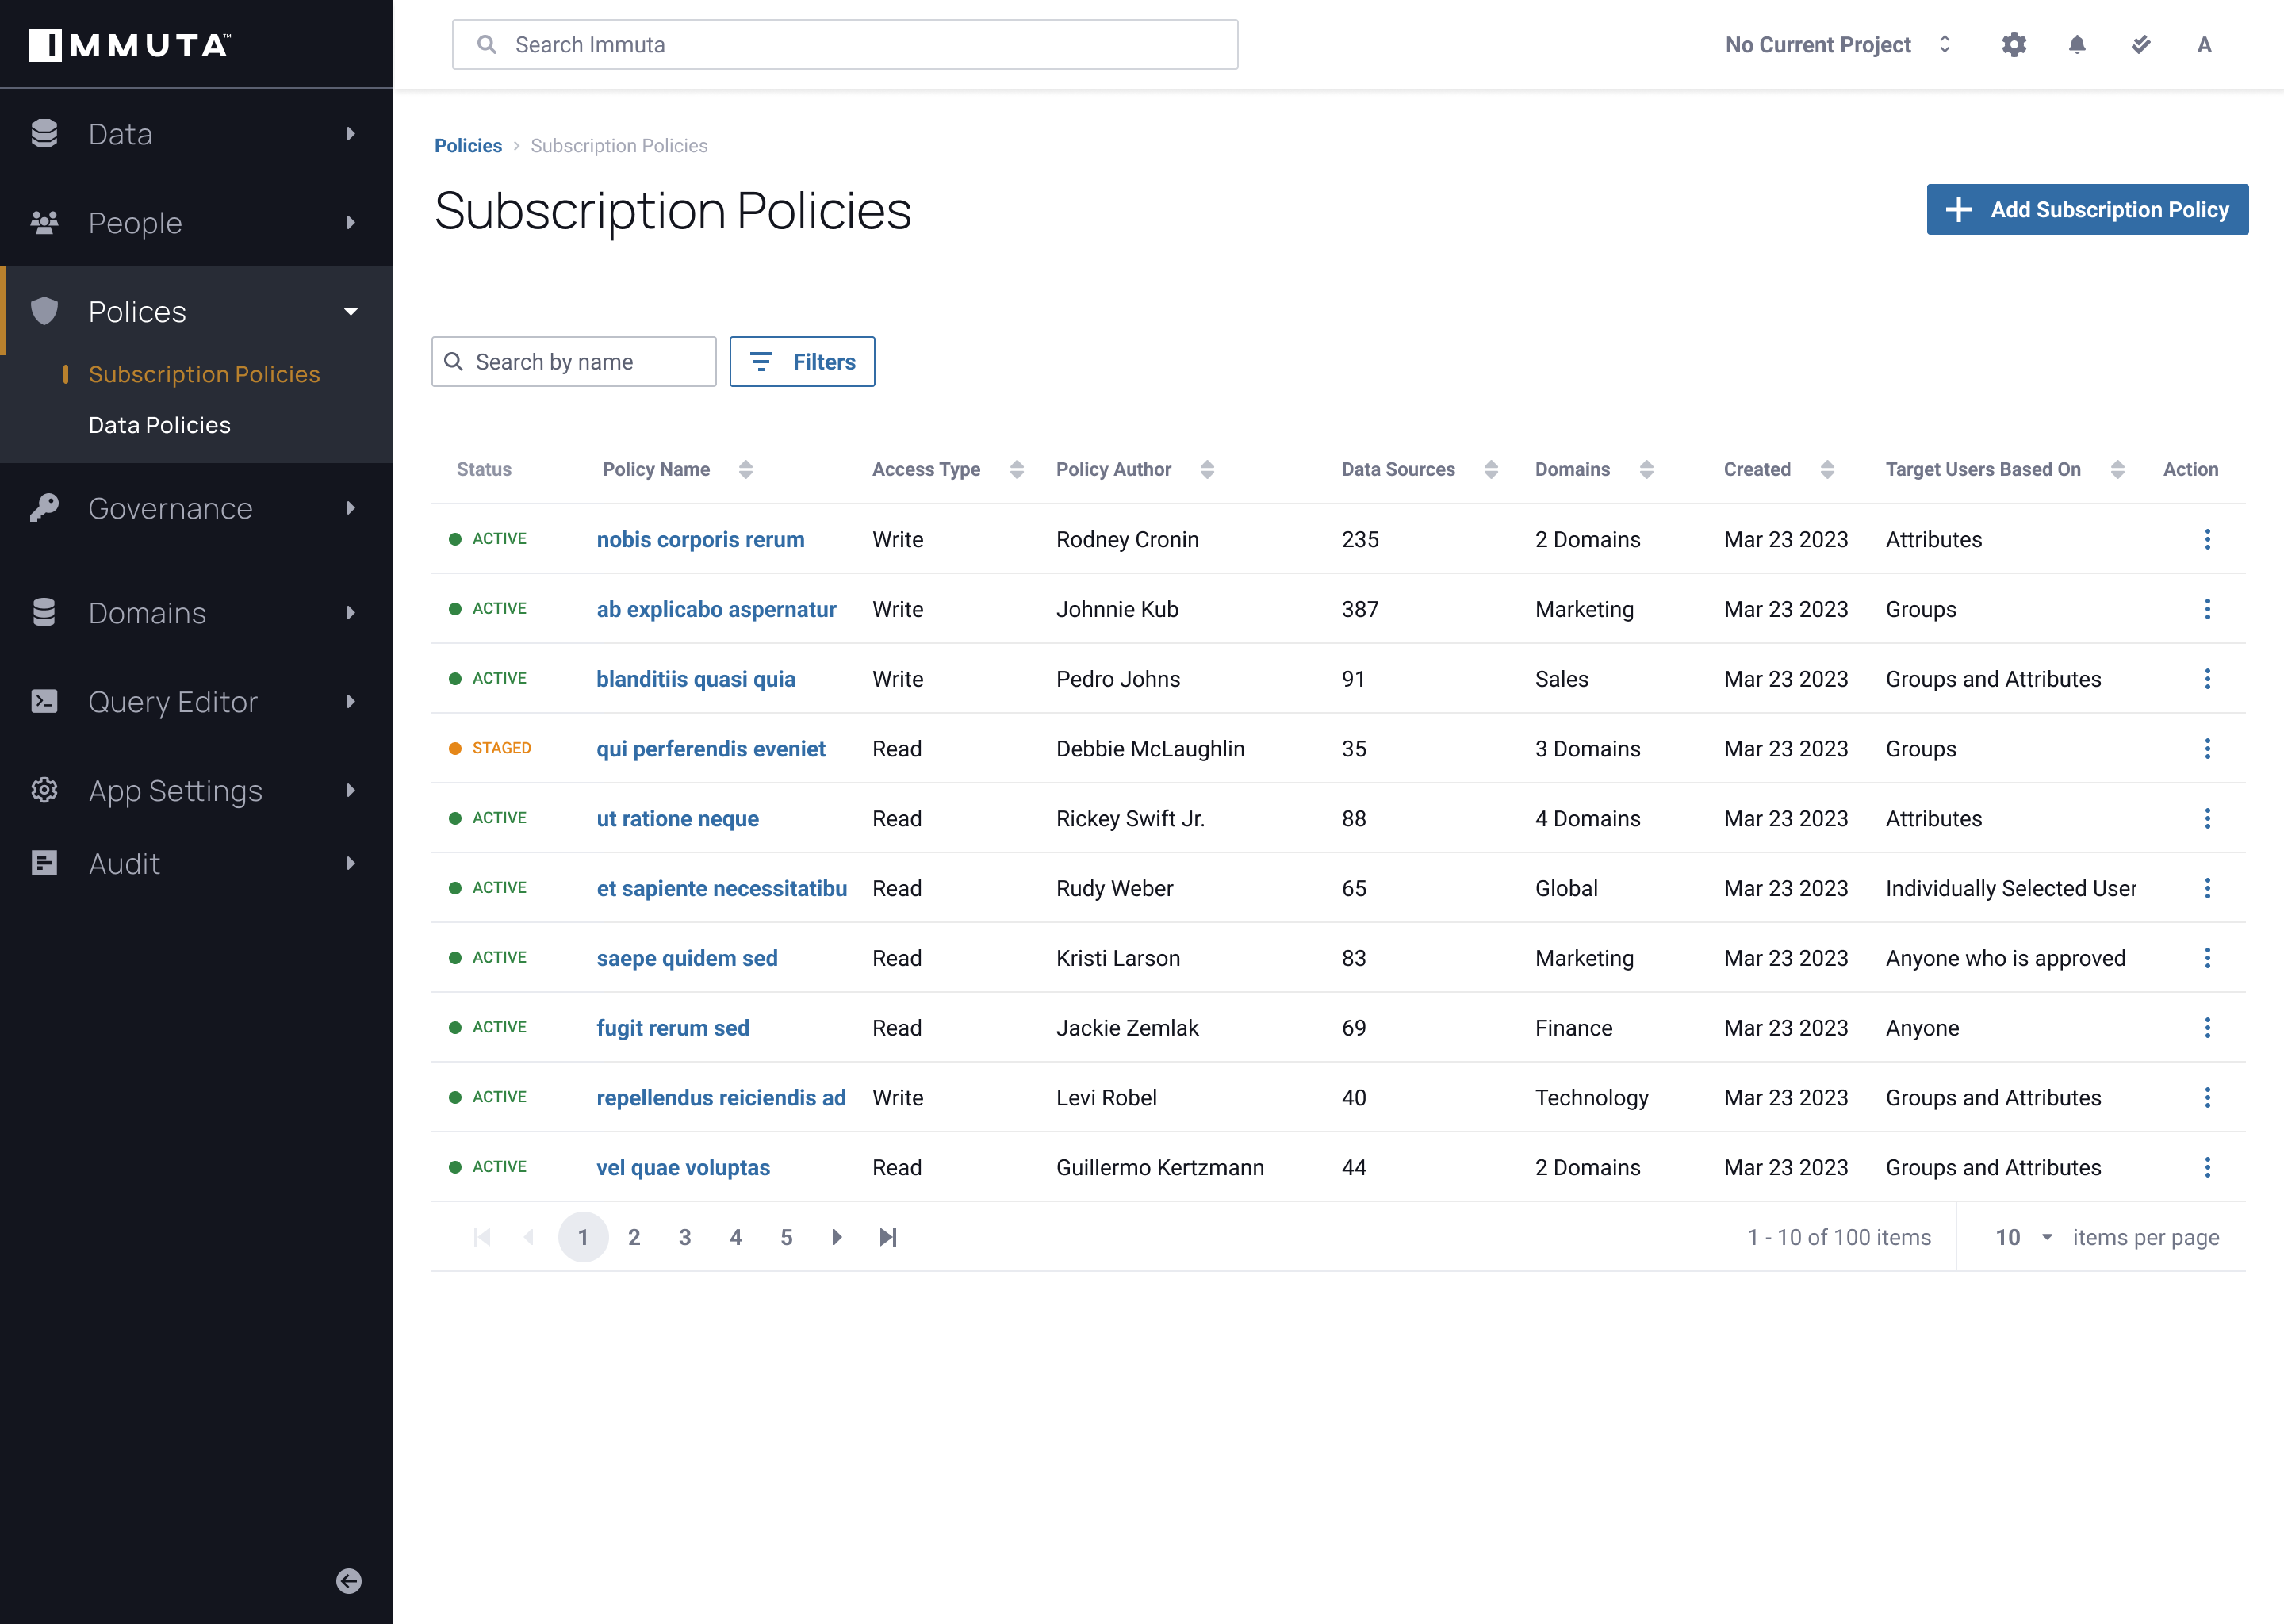 IMMUTA™
Search Immuta
No Current Project
A
Data
People
Polices
Subscription Policies
Data Policies
Governance
Domains
Query Editor
App Settings
Audit
Policies > Subscription Policies
Subscription Policies
Add Subscription Policy
Search by name
Filters
Status Policy Name Access Type Policy Author Data Sources Domains Created Target Users Based On Action
ACTIVE nobis corporis rerum Write Rodney Cronin 235 2 Domains Mar 23 2023 Attributes
ACTIVE ab explicabo aspernatur Write Johnnie Kub 387 Marketing Mar 23 2023 Groups
ACTIVE blanditiis quasi quia Write Pedro Johns 91 Sales Mar 23 2023 Groups and Attributes
STAGED qui perferendis eveniet Read Debbie McLaughlin 35 3 Domains Mar 23 2023 Groups
ACTIVE ut ratione neque Read Rickey Swift Jr. 88 4 Domains Mar 23 2023 Attributes
ACTIVE et sapiente necessitatibu Read Rudy Weber 65 Global Mar 23 2023 Individually Selected User
ACTIVE saepe quidem sed Read Kristi Larson 83 Marketing Mar 23 2023 Anyone who is approved
ACTIVE fugit rerum sed Read Jackie Zemlak 69 Finance Mar 23 2023 Anyone
ACTIVE repellendus reiciendis ad Write Levi Robel 40 Technology Mar 23 2023 Groups and Attributes
ACTIVE vel quae voluptas Read Guillermo Kertzmann 44 2 Domains Mar 23 2023 Groups and Attributes
1 2 3 4 5 1 - 10 of 100 items 10 items per page